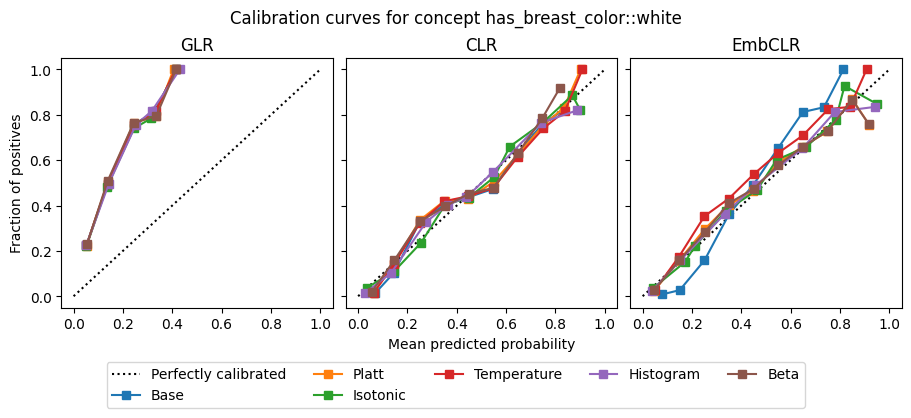 Calibration curves for concept has_breast_color::white
GLR
CLR
EmbCLR
Fraction of positives
1.0
0.8
0.6
0.4
0.2
0.0
0.0 0.2 0.4 0.6 0.8 1.0
0.0 0.2 0.4 0.6 0.8 1.0
0.0 0.2 0.4 0.6 0.8 1.0
Mean predicted probability
Perfectly calibrated
Base
Platt
Isotonic
Temperature
Histogram
Beta